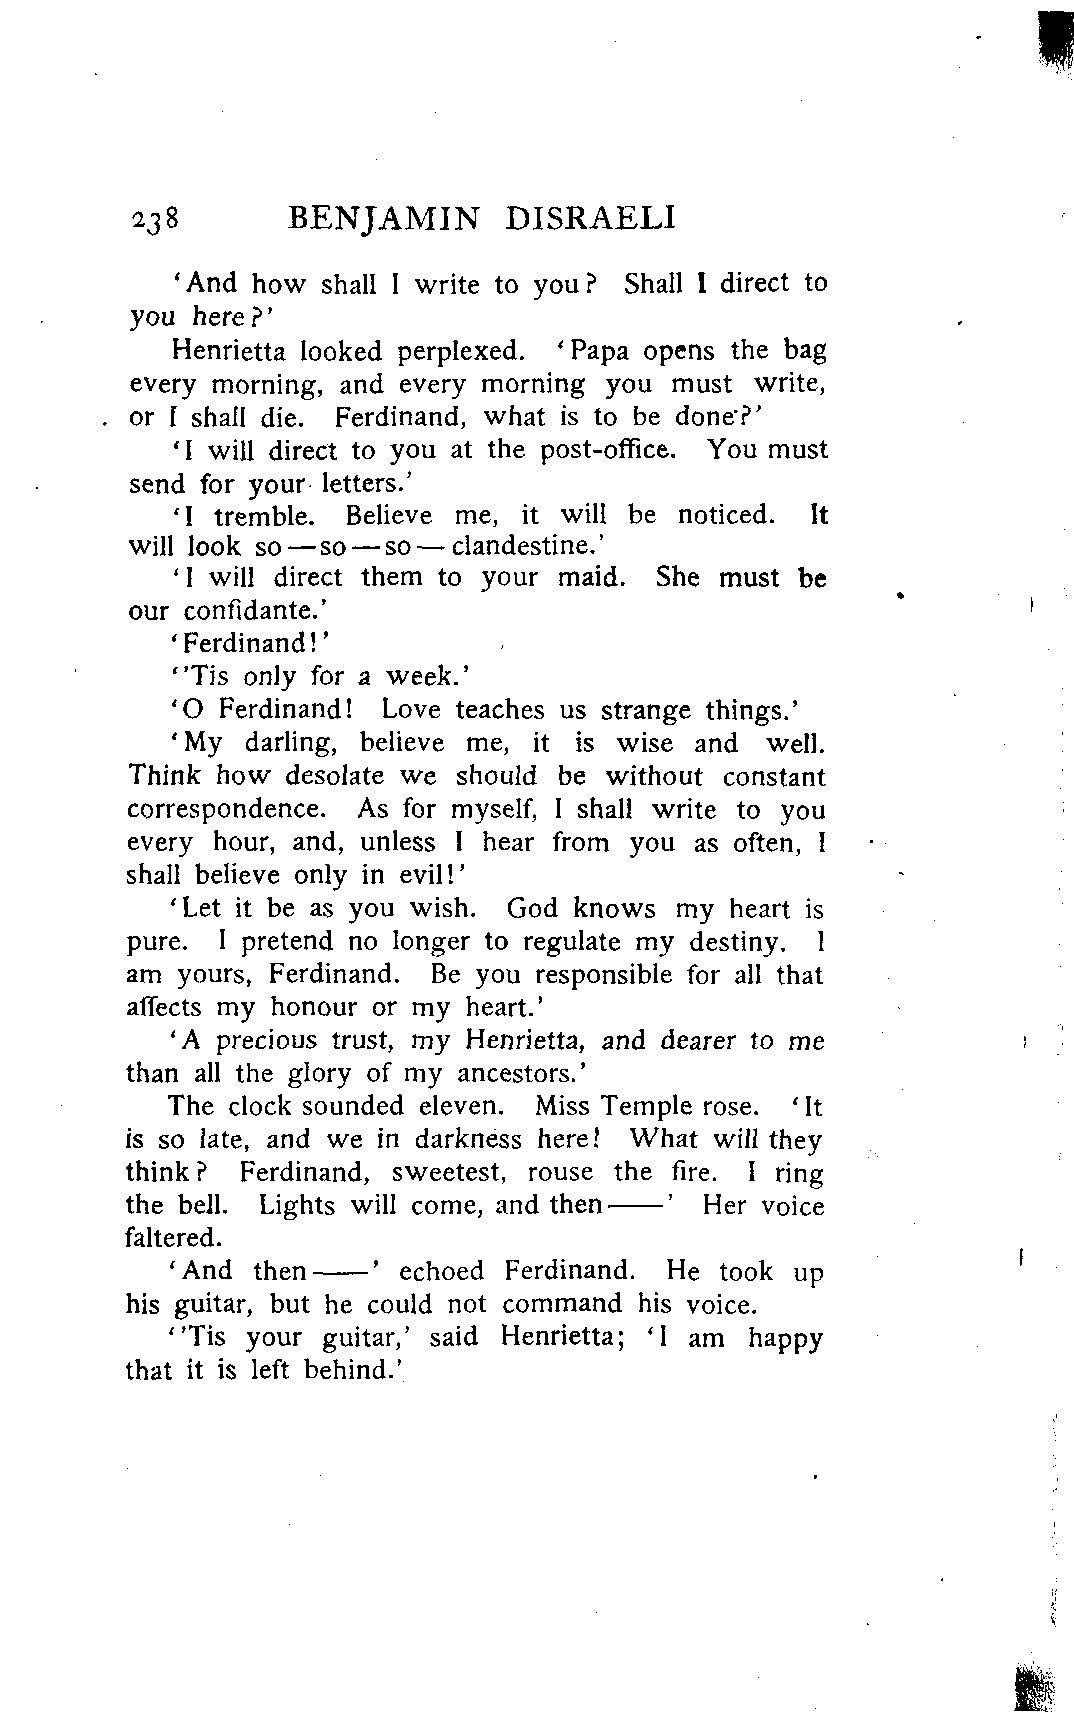 238 BENJAMIN DISRAELI
‘And how shall I write to you? Shall I direct to
you here?’
Henrietta looked perplexed. ‘Papa opens the bag
every morning, and every morning you must write,
or I shall die. Ferdinand, what is to be done?’
‘I will direct to you at the post-office. You must
send for your letters.’
‘I tremble. Believe me, it will be noticed. It
will look so—so—so—clandestine.’
‘I will direct them to your maid. She must be
our confidante.’
‘Ferdinand!’
‘’Tis only for a week.’
‘O Ferdinand! Love teaches us strange things.’
‘My darling, believe me, it is wise and well.
Think how desolate we should be without constant
correspondence. As for myself, I shall write to you
every hour, and, unless I hear from you as often, I
shall believe only in evil!’
‘Let it be as you wish. God knows my heart is
pure. I pretend no longer to regulate my destiny. I
am yours, Ferdinand. Be you responsible for all that
affects my honour or my heart.’
‘A precious trust, my Henrietta, and dearer to me
than all the glory of my ancestors.’
The clock sounded eleven. Miss Temple rose. ‘It
is so late, and we in darkness here! What will they
think? Ferdinand, sweetest, rouse the fire. I ring
the bell. Lights will come, and then——’ Her voice
faltered.
‘And then——’ echoed Ferdinand. He took up
his guitar, but he could not command his voice.
‘’Tis your guitar,’ said Henrietta; ‘I am happy
that it is left behind.’